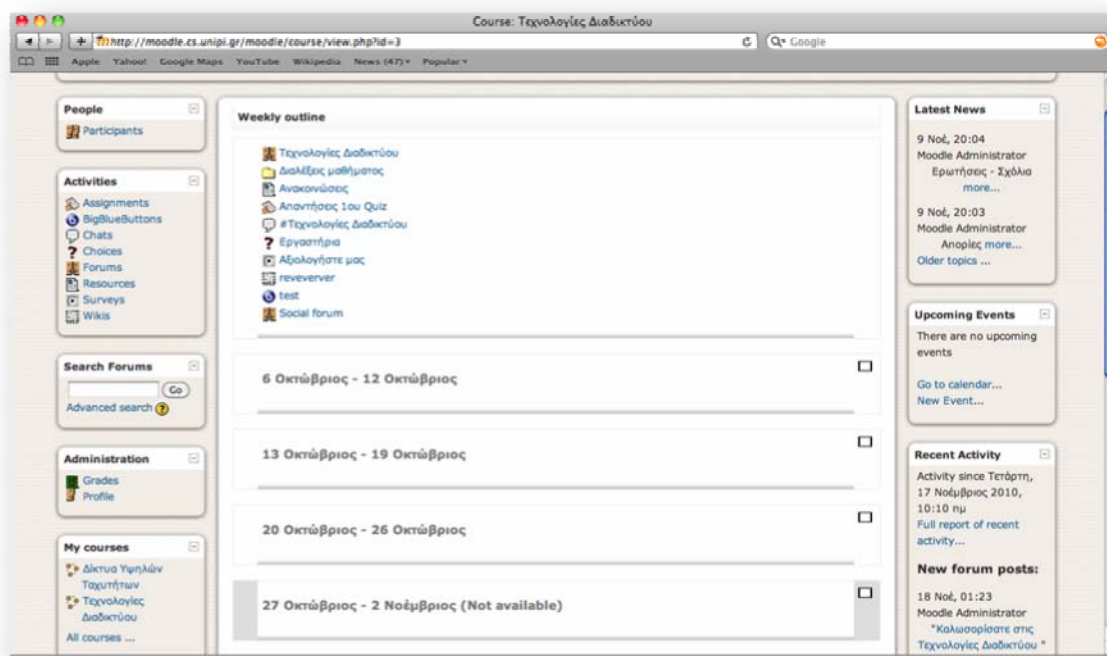 Course: Τεχνολογίες Διαδικτύου
http://moodle.cs.unipi.gr/moodle/course/view.php?id=3
Google
Apple Yahoo! Google Maps YouTube Wikipedia News (47) Popular
People
Participants
Activities
Assignments
BigBlueButtons
Chats
Choices
Forums
Resources
Surveys
Wikis
Search Forums
Go
Advanced search ?
Administration
Grades
Profile
My courses
Δίκτυα Υψηλών
Ταχυτήτων
Τεχνολογίες
Διαδικτύου
All courses ...
Weekly outline
Τεχνολογίες Διαδικτύου
Διαλέξεις μαθήματος
Ανακοινώσεις
Απαντήσεις 1ου Quiz
#Τεχνολογίες Διαδικτύου
Εργαστήρια
Αξιολογήστε μας
reveverver
test
Social forum
6 Οκτώβριος - 12 Οκτώβριος
13 Οκτώβριος - 19 Οκτώβριος
20 Οκτώβριος - 26 Οκτώβριος
27 Οκτώβριος - 2 Νοέμβριος (Not available)
Latest News
9 Νοέ, 20:04
Moodle Administrator
Ερωτήσεις - Σχόλια
more...
9 Νοέ, 20:03
Moodle Administrator
Απορίες more...
Older topics ...
Upcoming Events
There are no upcoming
events
Go to calendar...
New Event...
Recent Activity
Activity since Τετάρτη,
17 Νοέμβριος 2010,
10:10 πμ
Full report of recent
activity...
New forum posts:
18 Νοέ, 01:23
Moodle Administrator
"Καλωσορίσατε στις
Τεχνολογίες Διαδικτύου "